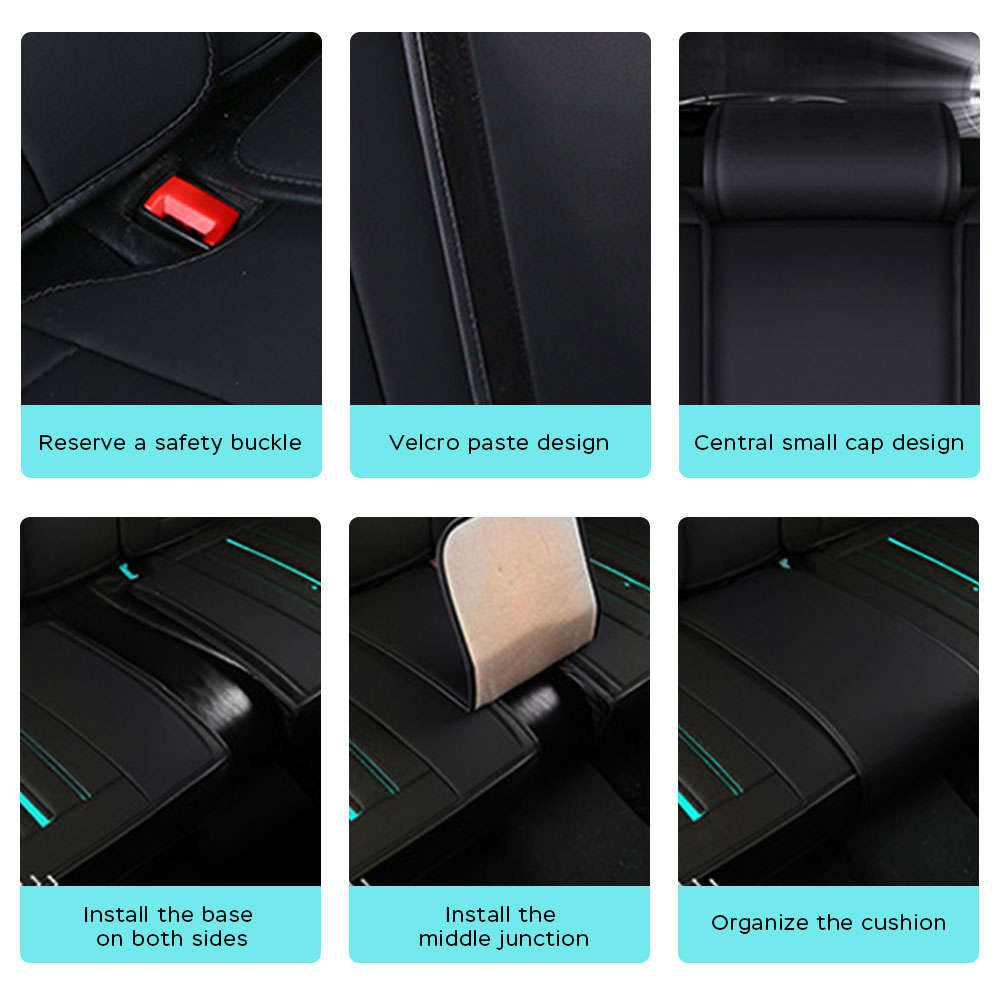 Reserve a safety buckle
Velcro paste design
Central small cap design
Install the base
on both sides
Install the
middle junction
Organize the cushion